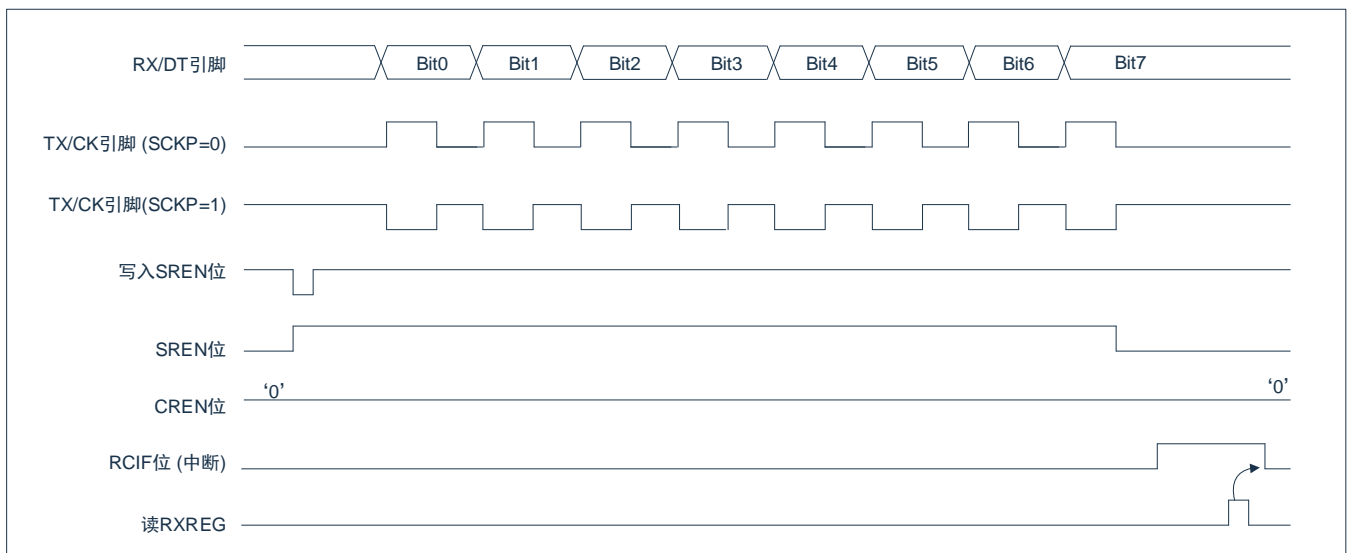 RX/DT引脚 Bit0 Bit1 Bit2 Bit3 Bit4 Bit5 Bit6 Bit7
TX/CK引脚 (SCKP=0)
TX/CK引脚(SCKP=1)
写入SREN位
SREN位
‘0’ ‘0’
CREN位
RCIF位 (中断)
读RXREG